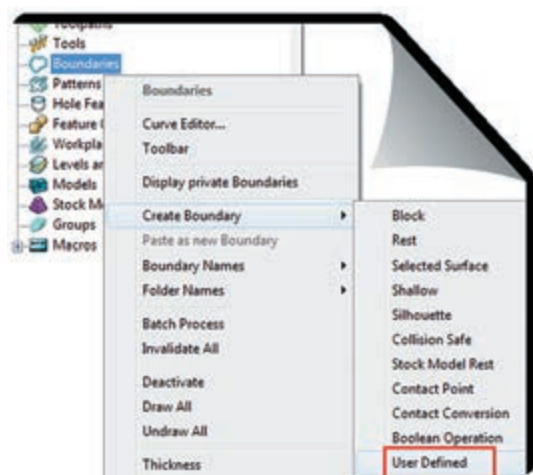 Toolpaths
Tools
Boundaries
Patterns
Hole Fea
Feature
Workpla
Levels ar
Models
Stock M
Groups
Macros
Boundaries
Curve Editor...
Toolbar
Display private Boundaries
Create Boundary
Paste as new Boundary
Boundary Names
Folder Names
Batch Process
Invalidate All
Deactivate
Draw All
Undraw All
Thickness
Block
Rest
Selected Surface
Shallow
Silhouette
Collision Safe
Stock Model Rest
Contact Point
Contact Conversion
Boolean Operation
User Defined